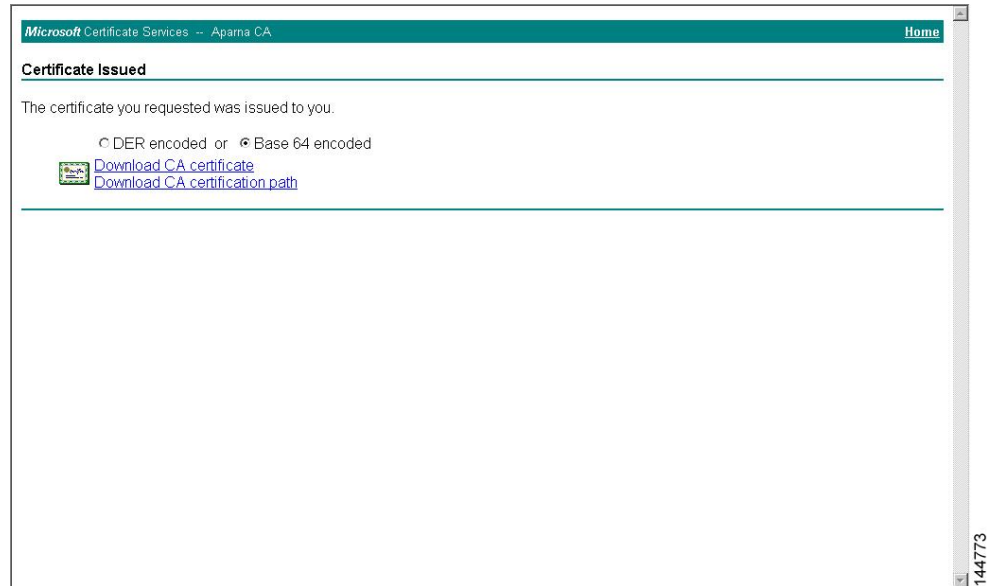 Microsoft Certificate Services -- Aparna CA Home
Certificate Issued
The certificate you requested was issued to you.
DER encoded or Base 64 encoded
Download CA certificate
Download CA certification path
144773